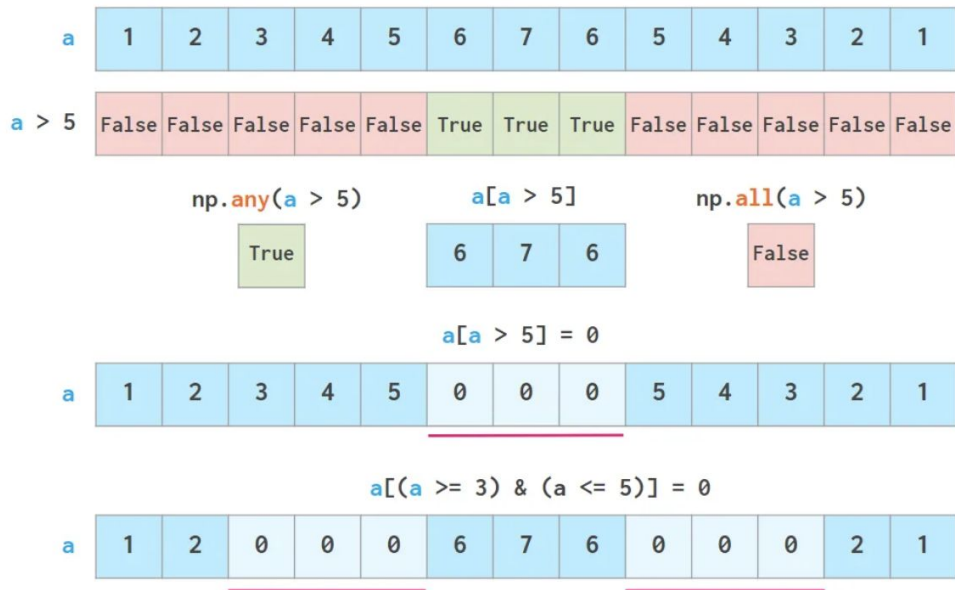 a 1 2 3 4 5 6 7 6 5 4 3 2 1
a > 5 False False False False False True True True False False False False False
np.any(a > 5) a[a > 5] np.all(a > 5)
True 6 7 6 False
a[a > 5] = 0
a 1 2 3 4 5 0 0 0 5 4 3 2 1
a[(a >= 3) & (a <= 5)] = 0
a 1 2 0 0 0 6 7 6 0 0 0 2 1